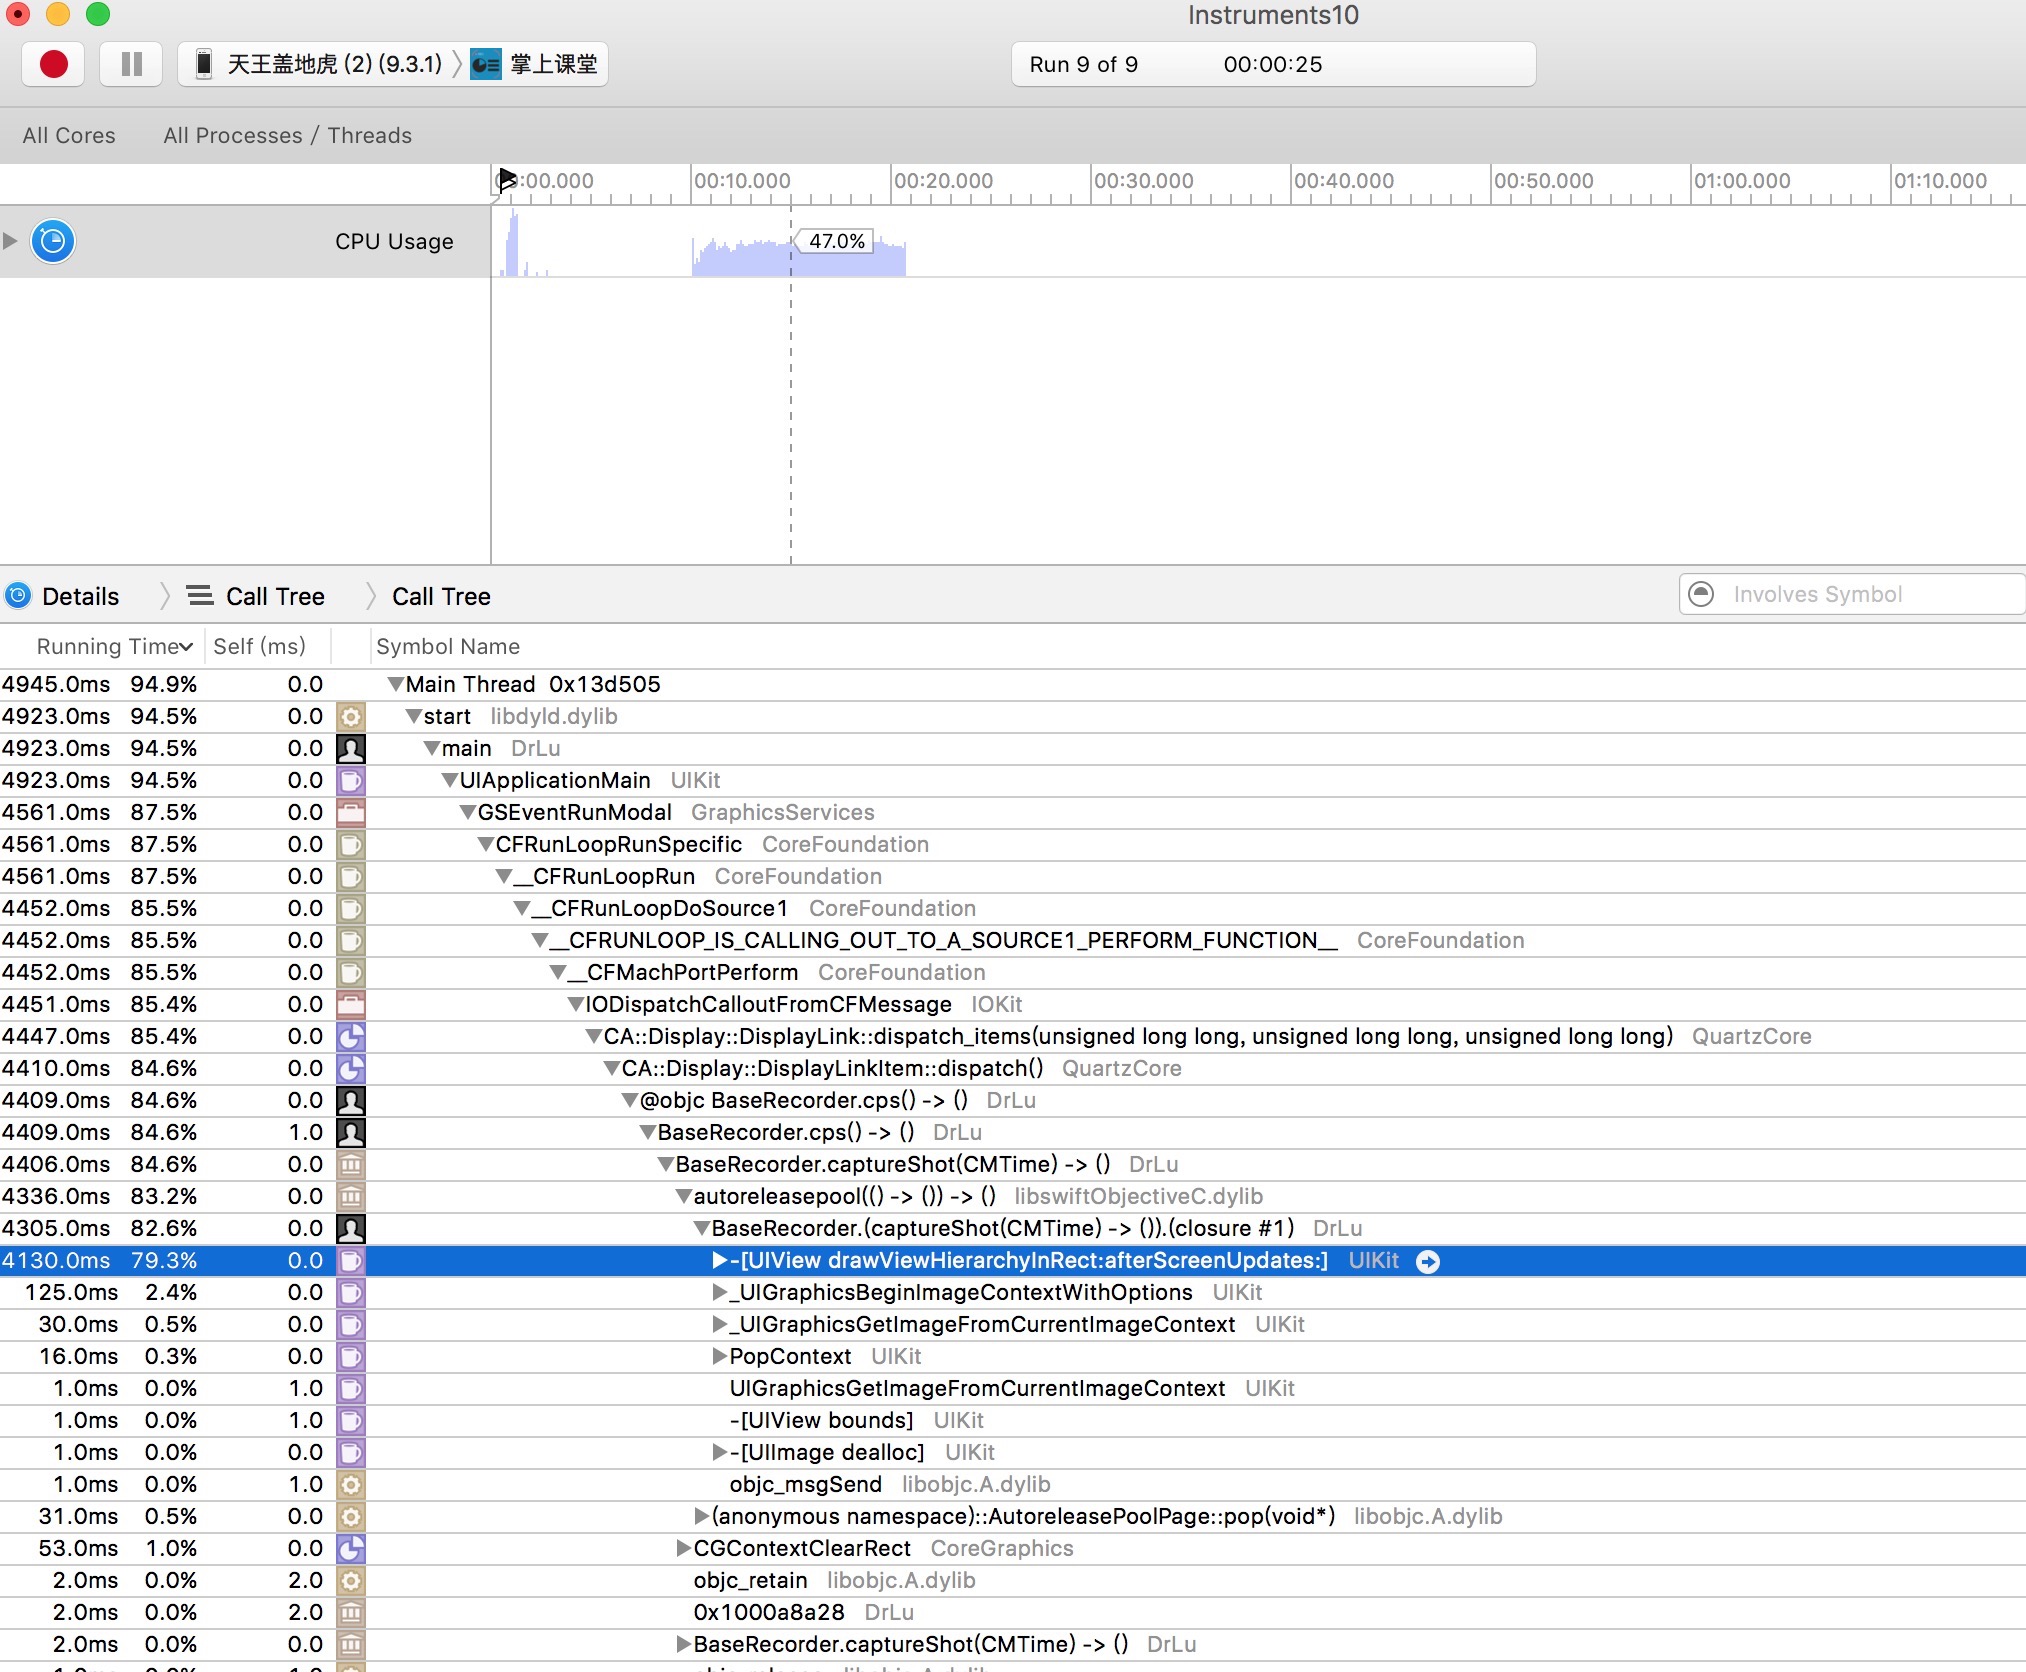 Instruments10
天王盖地虎 (2) (9.3.1) 掌上课堂 Run 9 of 9 00:00:25
All Cores All Processes / Threads
:00.000 00:10.000 00:20.000 00:30.000 00:40.000 00:50.000 01:00.000 01:10.000
CPU Usage 47.0%
Details Call Tree Call Tree Involves Symbol
Running Time Self (ms) Symbol Name
4945.0ms 94.9% 0.0 Main Thread 0x13d505
4923.0ms 94.5% 0.0 start libdyld.dylib
4923.0ms 94.5% 0.0 main DrLu
4923.0ms 94.5% 0.0 UIApplicationMain UIKit
4561.0ms 87.5% 0.0 GSEventRunModal GraphicsServices
4561.0ms 87.5% 0.0 CFRunLoopRunSpecific CoreFoundation
4561.0ms 87.5% 0.0 __CFRunLoopRun CoreFoundation
4452.0ms 85.5% 0.0 __CFRunLoopDoSource1 CoreFoundation
4452.0ms 85.5% 0.0 __CFRUNLOOP_IS_CALLING_OUT_TO_A_SOURCE1_PERFORM_FUNCTION__ CoreFoundation
4452.0ms 85.5% 0.0 __CFMachPortPerform CoreFoundation
4451.0ms 85.4% 0.0 IODispatchCalloutFromCFMessage IOKit
4447.0ms 85.4% 0.0 CA::Display::DisplayLink::dispatch_items(unsigned long long, unsigned long long, unsigned long long) QuartzCore
4410.0ms 84.6% 0.0 CA::Display::DisplayLinkItem::dispatch() QuartzCore
4409.0ms 84.6% 0.0 @objc BaseRecorder.cps() -> () DrLu
4409.0ms 84.6% 1.0 BaseRecorder.cps() -> () DrLu
4406.0ms 84.6% 0.0 BaseRecorder.captureShot(CMTime) -> () DrLu
4336.0ms 83.2% 0.0 autoreleasepool(() -> ()) -> () libswiftObjectiveC.dylib
4305.0ms 82.6% 0.0 BaseRecorder.(captureShot(CMTime) -> ()).(closure #1) DrLu
4130.0ms 79.3% 0.0 -[UIView drawViewHierarchyInRect:afterScreenUpdates:] UIKit
125.0ms 2.4% 0.0 _UIGraphicsBeginImageContextWithOptions UIKit
30.0ms 0.5% 0.0 _UIGraphicsGetImageFromCurrentImageContext UIKit
16.0ms 0.3% 0.0 PopContext UIKit
1.0ms 0.0% 1.0 UIGraphicsGetImageFromCurrentImageContext UIKit
1.0ms 0.0% 1.0 -[UIView bounds] UIKit
1.0ms 0.0% 0.0 -[UIImage dealloc] UIKit
1.0ms 0.0% 1.0 objc_msgSend libobjc.A.dylib
31.0ms 0.5% 0.0 (anonymous namespace)::AutoreleasePoolPage::pop(void*) libobjc.A.dylib
53.0ms 1.0% 0.0 CGContextClearRect CoreGraphics
2.0ms 0.0% 2.0 objc_retain libobjc.A.dylib
2.0ms 0.0% 2.0 0x1000a8a28 DrLu
2.0ms 0.0% 0.0 BaseRecorder.captureShot(CMTime) -> () DrLu